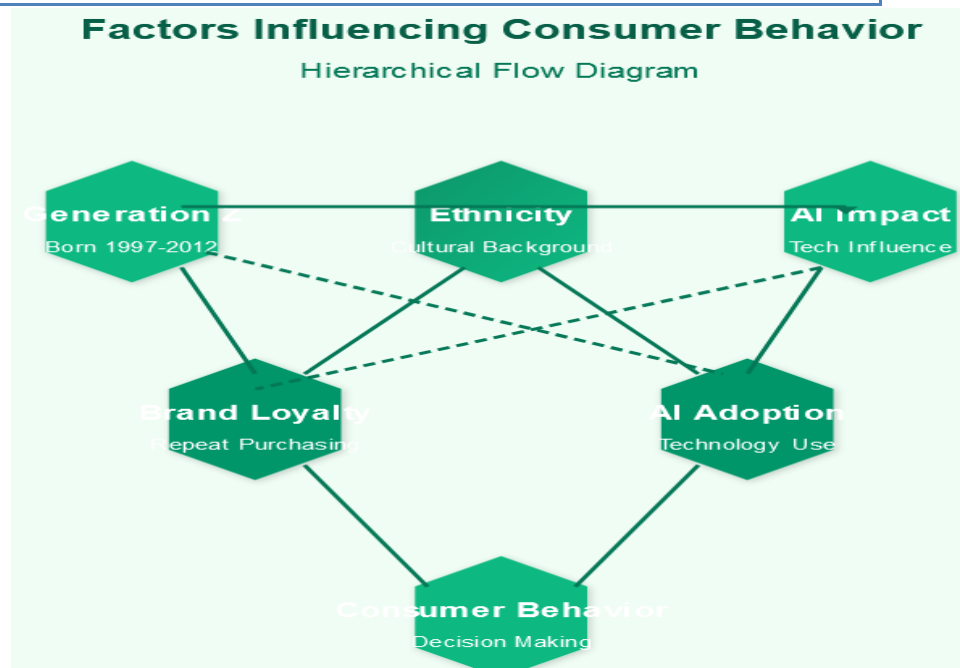 Factors Influencing Consumer Behavior
Hierarchical Flow Diagram
Generation Z
Born 1997-2012
Ethnicity
Cultural Background
AI Impact
Tech Influence
Brand Loyalty
Repeat Purchasing
AI Adoption
Technology Use
Consumer Behavior
Decision Making